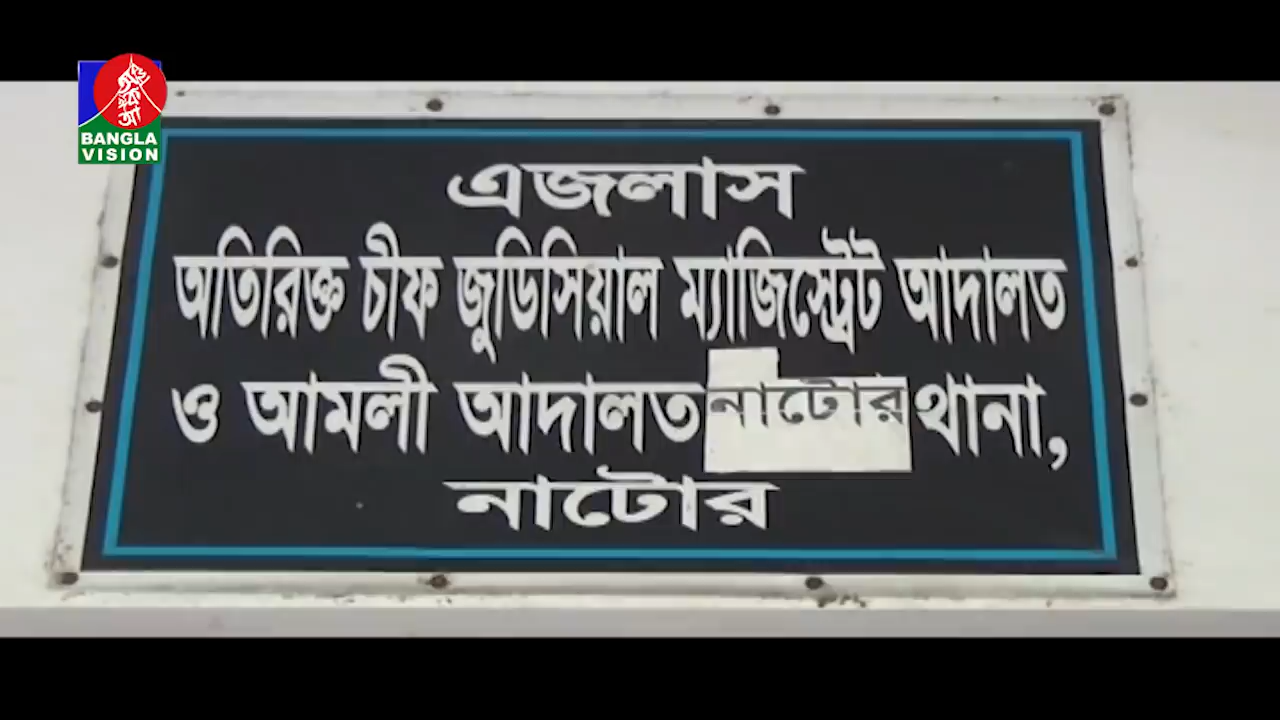 BANGLA
VISION
এজলাস
অতিরিক্ত চীফ জুডিসিয়াল ম্যাজিস্ট্রেট আদালত
ও আমলী আদালত নাটোর থানা,
নাটোর